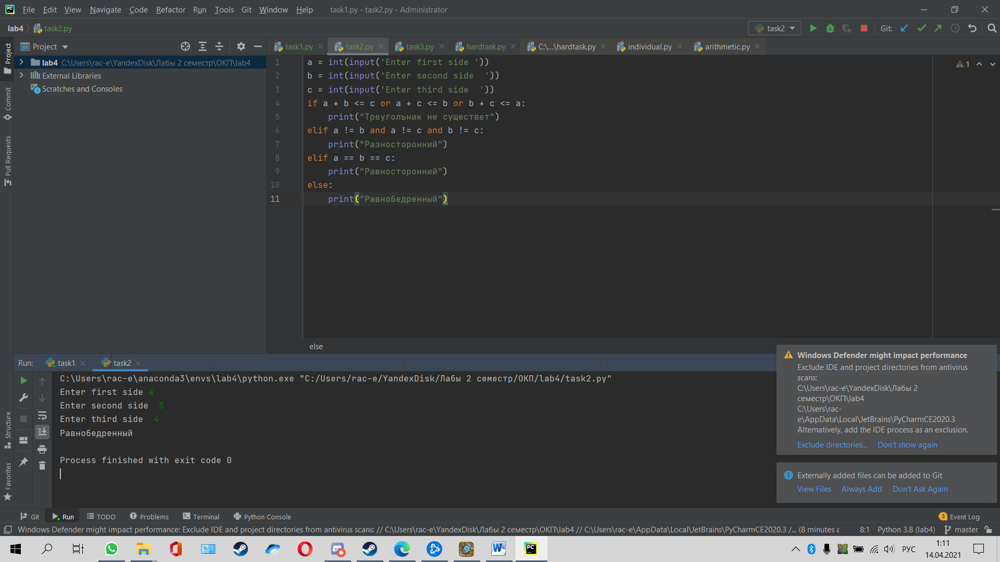 File Edit View Navigate Code Refactor Run Tools Git Window Help task1.py - task2.py - Administrator
lab4 task2.py task2 Git:
Project task1.py task2.py task3.py hardtask.py C:\...\hardtask.py individual.py arithmetic.py
lab4 C:\Users\rac-e\YandexDisk\Лабы 2 семестр\ОКП\lab4
External Libraries
Scratches and Consoles
Project
Commit
Pull Requests
Structure
Favorites
1 a = int(input('Enter first side '))
2 b = int(input('Enter second side  '))
3 c = int(input('Enter third side  '))
4 if a + b <= c or a + c <= b or b + c <= a:
5     print("Треугольник не существет")
6 elif a != b and a != c and b != c:
7     print("Разносторонний")
8 elif a == b == c:
9     print("Равносторонний")
10 else:
11     print("Равнобедренный")
1
else
Run: task1 task2
C:\Users\rac-e\anaconda3\envs\lab4\python.exe "C:/Users/rac-e/YandexDisk/Лабы 2 семестр/ОКП/lab4/task2.py"
Enter first side 4
Enter second side  5
Enter third side  4
Равнобедренный
Process finished with exit code 0
Windows Defender might impact performance
Exclude IDE and project directories from antivirus
scans:
C:\Users\rac-e\YandexDisk\Лабы 2
семестр\ОКП\lab4
C:\Users\rac-
e\AppData\Local\JetBrains\PyCharmCE2020.3
Alternatively, add the IDE process as an exclusion.
Exclude directories... Don't show again
Externally added files can be added to Git
View Files Always Add Don't Ask Again
Git Run TODO Problems Terminal Python Console 3 Event Log
Windows Defender might impact performance: Exclude IDE and project directories from antivirus scans: // C:\Users\rac-e\YandexDisk\Лабы 2 семестр\ОКП\lab4 // C:\Users\rac-e\AppData\Local\JetBrains\PyCharmCE2020.3 /... (8 minutes a 8:1 Python 3.8 (lab4) master
РУС 1:11
14.04.2021